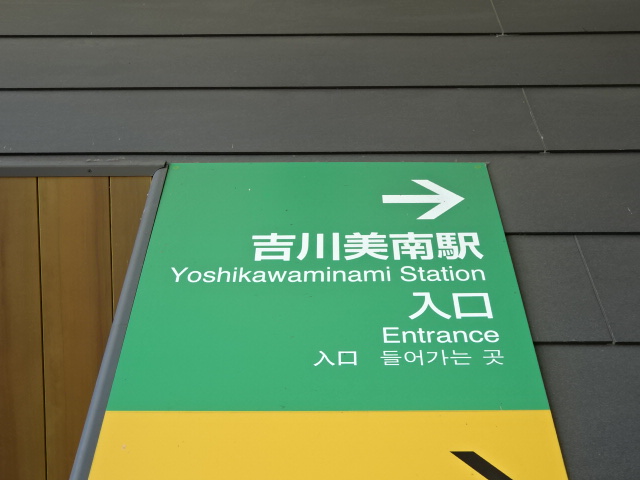 吉川美南駅
Yoshikawaminami Station
入口
Entrance
入口 들어가는 곳